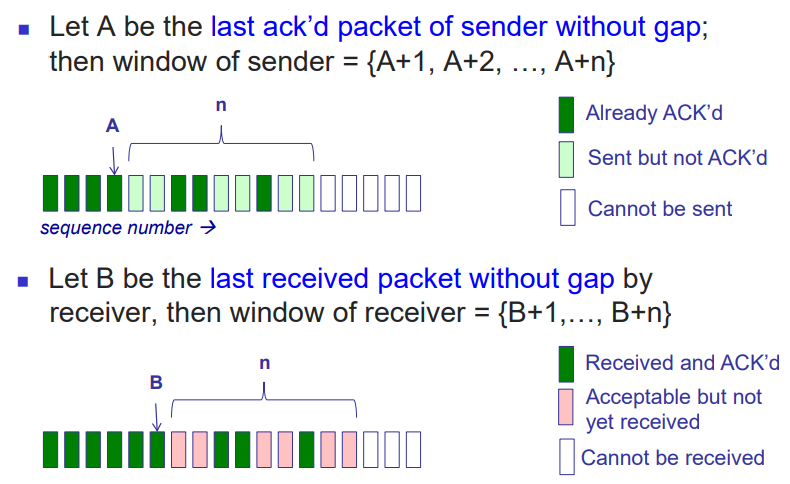 Let A be the last ack’d packet of sender without gap;
then window of sender = {A+1, A+2, …, A+n}
n
A
Already ACK’d
Sent but not ACK’d
Cannot be sent
sequence number →
Let B be the last received packet without gap by
receiver, then window of receiver = {B+1,…, B+n}
n
B
Received and ACK’d
Acceptable but not
yet received
Cannot be received